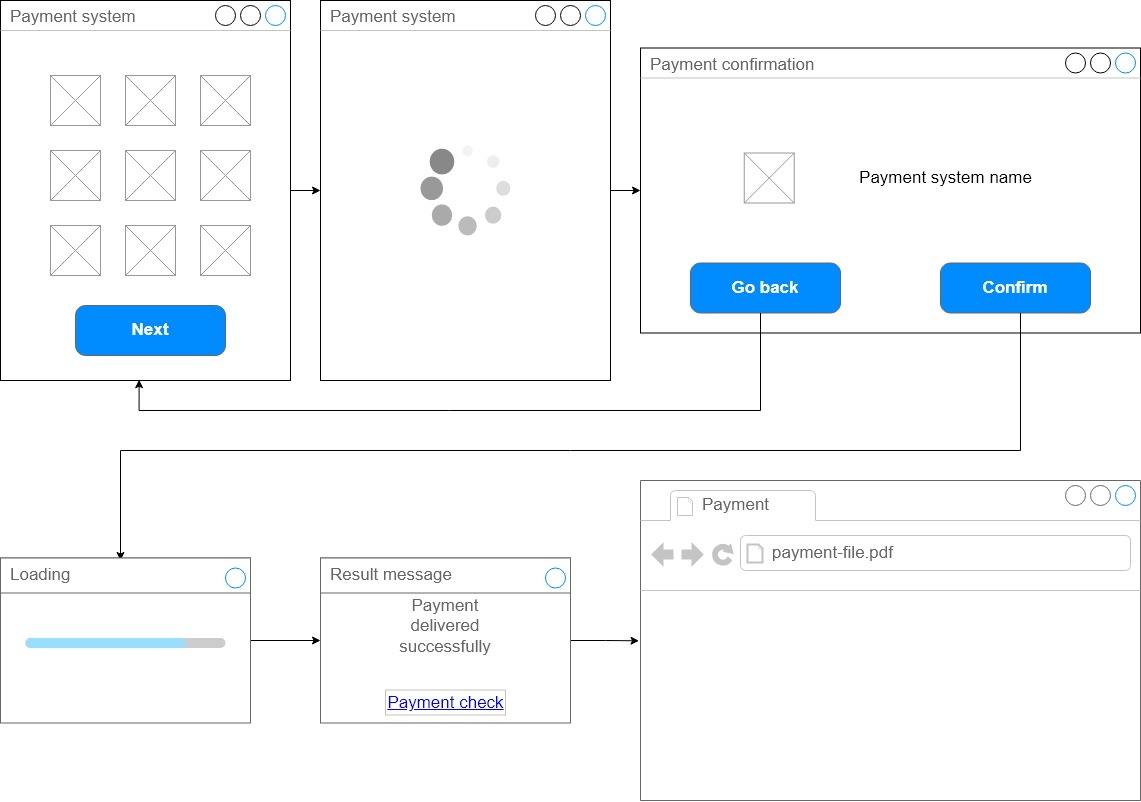 Payment system
Payment system
Payment confirmation
Payment system name
Go back
Confirm
Next
Payment
payment-file.pdf
Loading
Result message
Payment
delivered
successfully
Payment check